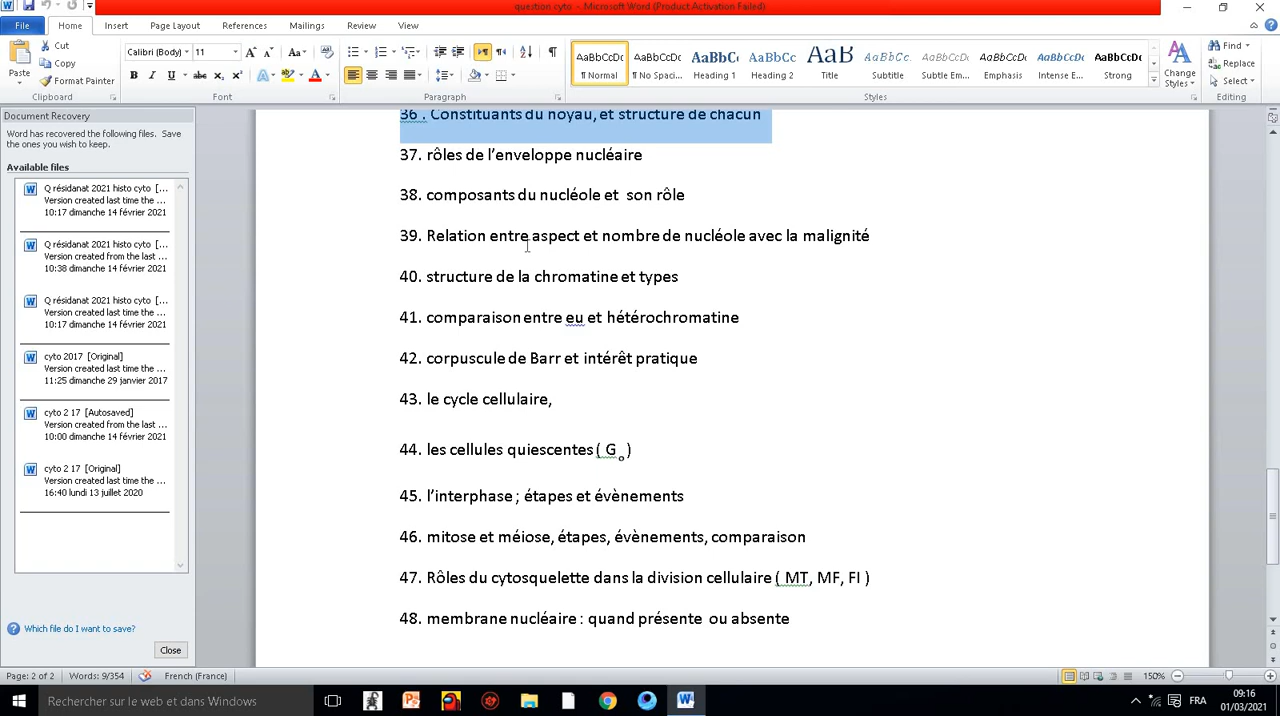 question.cyto - Microsoft Word (Product Activation Failed)
File Home Insert Page Layout References Mailings Review View
Cut
Copy
Format Painter
Paste
Clipboard
Calibri (Body) 11
Font
Paragraph
AaBbCcDc AaBbCcDc AaBbC AaBbCc AaB AaBbCc. AaBbCcDc AaBbCcDc AaBbCcDc AaBbCcDc
¶ Normal ¶ No Spaci... Heading 1 Heading 2 Title Subtitle Subtle Em... Emphasis Intense E... Strong
Styles
Change Styles
Find
Replace
Select
Editing
Document Recovery
Word has recovered the following files. Save
the ones you wish to keep.
Available files
Q résidanat 2021 histo cyto [...
Version created last time the ...
10:17 dimanche 14 février 2021
Q résidanat 2021 histo cyto [...
Version created from the last ...
10:38 dimanche 14 février 2021
Q résidanat 2021 histo cyto [...
Version created last time the ...
10:17 dimanche 14 février 2021
cyto 2017 [Original]
Version created last time the ...
11:25 dimanche 29 janvier 2017
cyto 2 17 [Autosaved]
Version created from the last ...
10:00 dimanche 14 février 2021
cyto 2 17 [Original]
Version created last time the ...
16:40 lundi 13 juillet 2020
Which file do I want to save?
Close
36 . Constituants du noyau, et structure de chacun
37. rôles de l’enveloppe nucléaire
38. composants du nucléole et son rôle
39. Relation entre aspect et nombre de nucléole avec la malignité
40. structure de la chromatine et types
41. comparaison entre eu et hétérochromatine
42. corpuscule de Barr et intérêt pratique
43. le cycle cellulaire,
44. les cellules quiescentes ( G₀ )
45. l’interphase ; étapes et évènements
46. mitose et méiose, étapes, évènements, comparaison
47. Rôles du cytosquelette dans la division cellulaire ( MT, MF, FI )
48. membrane nucléaire : quand présente ou absente
Page: 2 of 2 Words: 9/354 French (France) 150%
Rechercher sur le web et dans Windows
FRA
09:16
01/03/2021